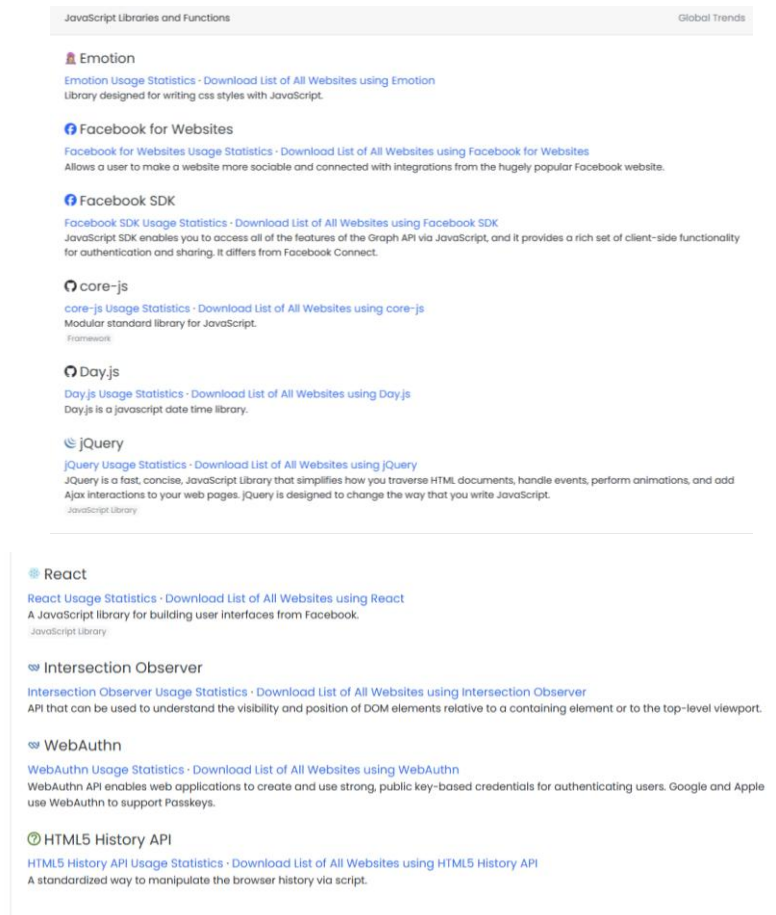 JavaScript Libraries and Functions Global Trends
Emotion
Emotion Usage Statistics · Download List of All Websites using Emotion
Library designed for writing css styles with JavaScript.
Facebook for Websites
Facebook for Websites Usage Statistics · Download List of All Websites using Facebook for Websites
Allows a user to make a website more sociable and connected with integrations from the hugely popular Facebook website.
Facebook SDK
Facebook SDK Usage Statistics · Download List of All Websites using Facebook SDK
JavaScript SDK enables you to access all of the features of the Graph API via JavaScript, and it provides a rich set of client-side functionality
for authentication and sharing. It differs from Facebook Connect.
core-js
core-js Usage Statistics · Download List of All Websites using core-js
Modular standard library for JavaScript.
Framework
Day.js
Day.js Usage Statistics · Download List of All Websites using Day.js
Day.js is a javascript date time library.
jQuery
jQuery Usage Statistics · Download List of All Websites using jQuery
JQuery is a fast, concise, JavaScript Library that simplifies how you traverse HTML documents, handle events, perform animations, and add
Ajax interactions to your web pages. jQuery is designed to change the way that you write JavaScript.
JavaScript Library
React
React Usage Statistics · Download List of All Websites using React
A JavaScript library for building user interfaces from Facebook.
JavaScript Library
Intersection Observer
Intersection Observer Usage Statistics · Download List of All Websites using Intersection Observer
API that can be used to understand the visibility and position of DOM elements relative to a containing element or to the top-level viewport.
WebAuthn
WebAuthn Usage Statistics · Download List of All Websites using WebAuthn
WebAuthn API enables web applications to create and use strong, public key-based credentials for authenticating users. Google and Apple
use WebAuthn to support Passkeys.
HTML5 History API
HTML5 History API Usage Statistics · Download List of All Websites using HTML5 History API
A standardized way to manipulate the browser history via script.